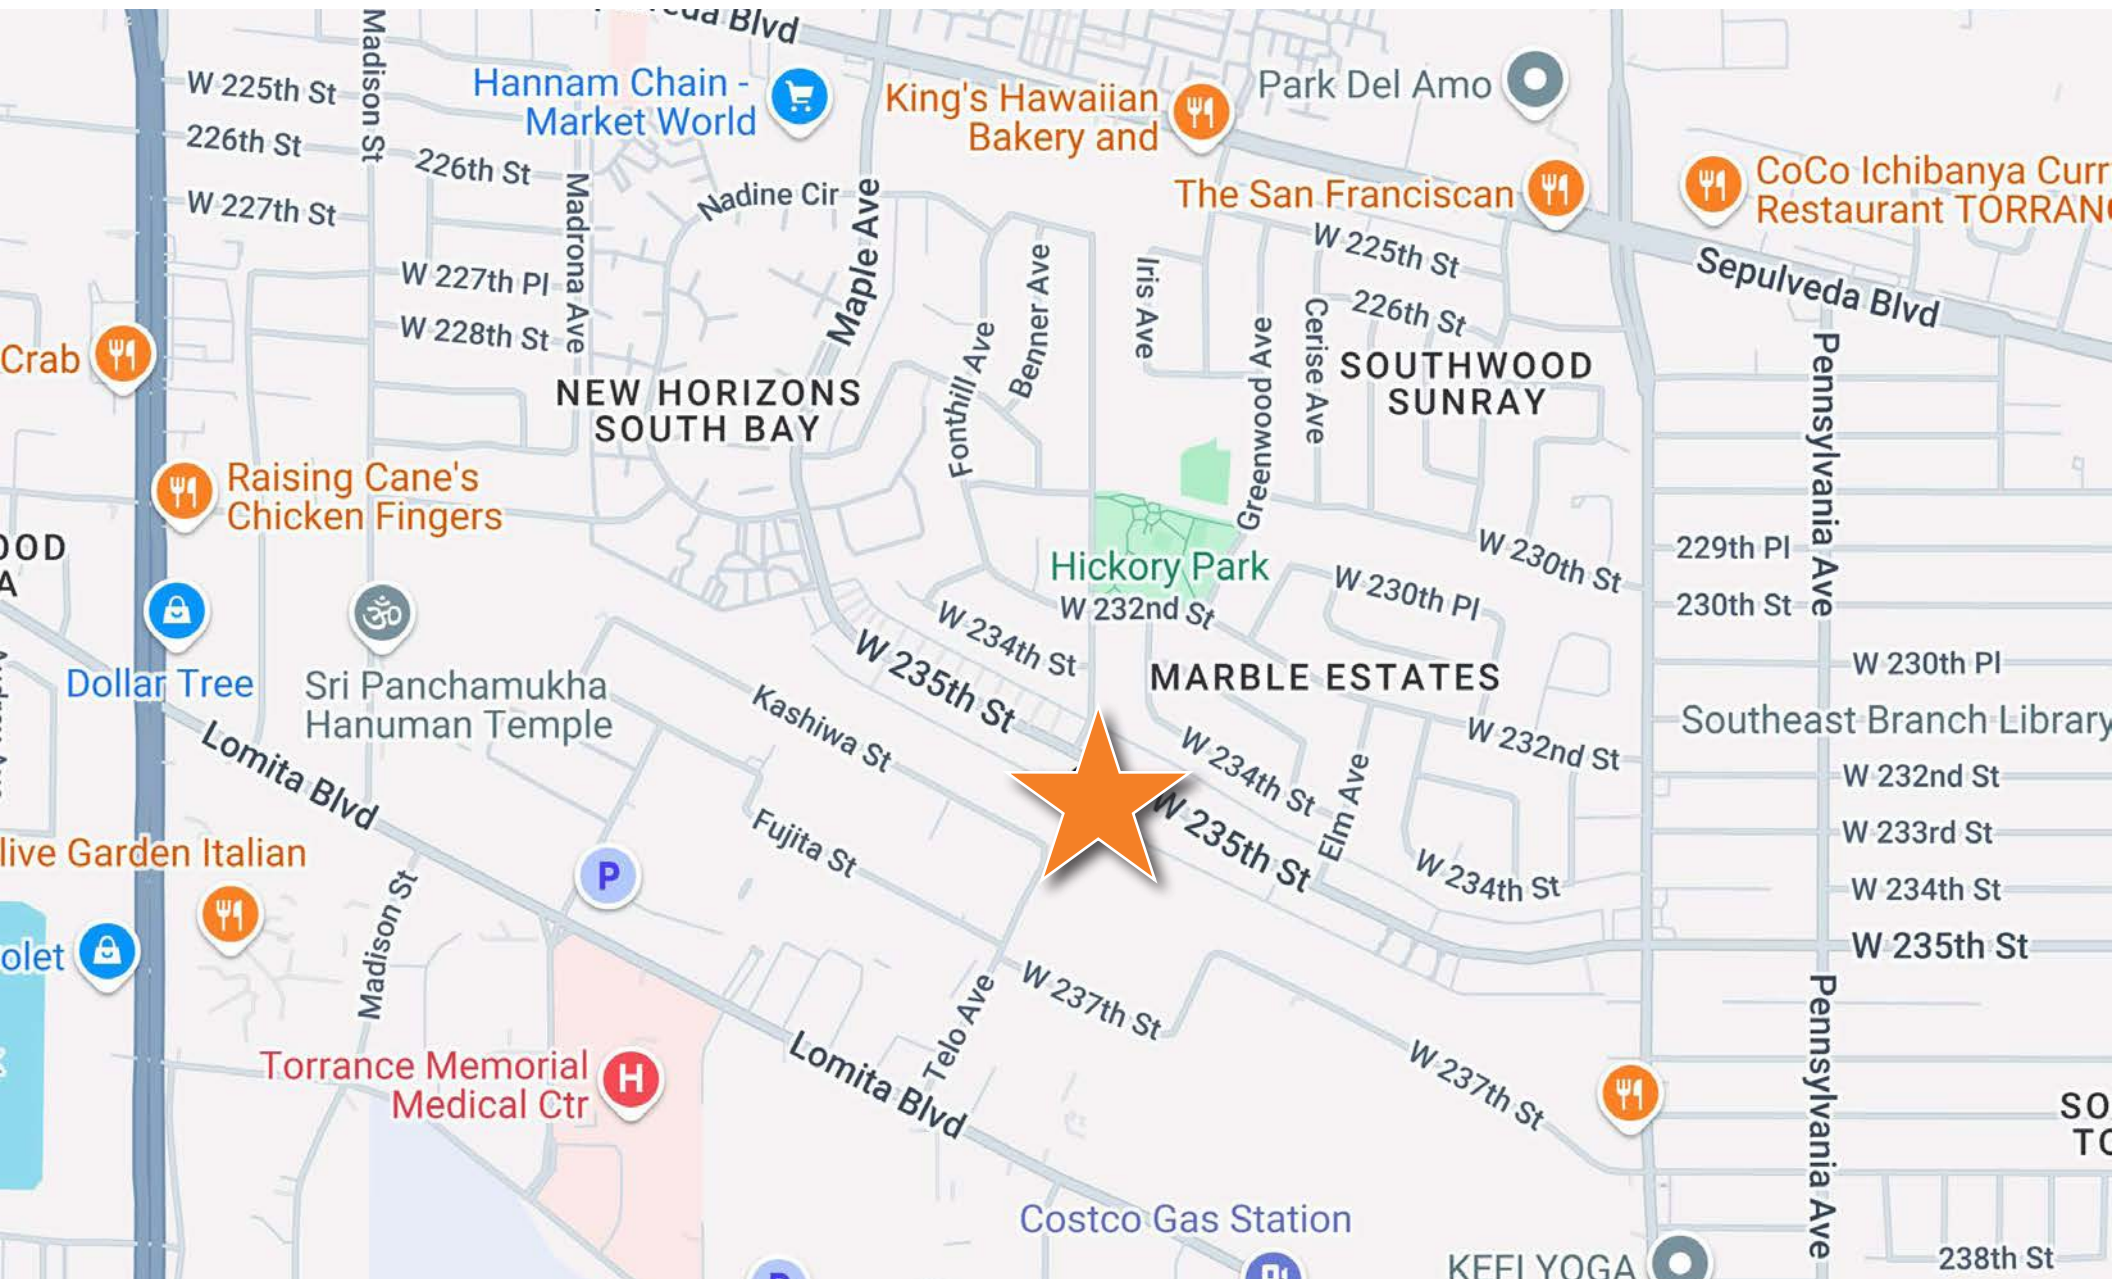 Blvd
Madison St
W 225th St
Hannam Chain -
Market World
King's Hawaiian
Bakery and
Park Del Amo
226th St
226th St
CoCo Ichibanya Curr
Restaurant TORRAN
W 227th St
Nadine Cir
The San Franciscan
Madrona Ave
Maple Ave
W 225th St
Sepulveda Blvd
W 227th Pl
Benner Ave
Iris Ave
226th St
W 228th St
Crab
Fonthill Ave
Greenwood Ave
Cerise Ave
SOUTHWOOD
SUNRAY
Pennsylvania Ave
NEW HORIZONS
SOUTH BAY
Raising Cane's
Chicken Fingers
OOD
A
W 230th St
229th Pl
Hickory Park
W 230th Pl
230th St
W 232nd St
W 234th St
W 235th St
MARBLE ESTATES
W 230th Pl
Dollar Tree
Sri Panchamukha
Hanuman Temple
Kashiwa St
W 234th St
W 232nd St
Southeast Branch Library
Lomita Blvd
W 232nd St
Fujita St
W 235th St
Elm Ave
W 233rd St
live Garden Italian
P
W 234th St
W 234th St
Madison St
olet
W 235th St
W 237th St
Telo Ave
Pennsylvania Ave
Torrance Memorial
Medical Ctr
H
Lomita Blvd
W 237th St
SO
TO
Costco Gas Station
KEFI YOGA
238th St